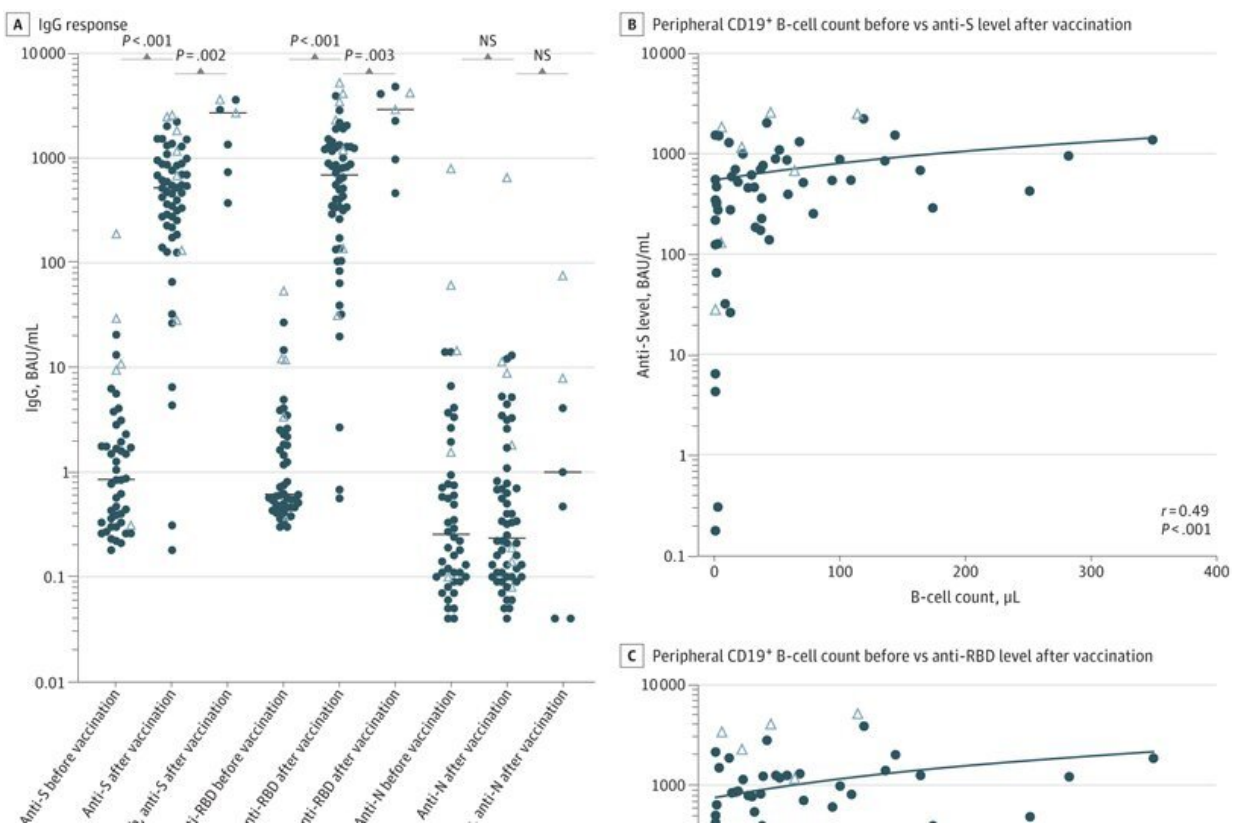 A IgG response
P<.001
P=.002
P<.001
P=.003
NS
NS
10000
1000
100
10
1
0.1
0.01
IgG, BAU/mL
Anti-S before vaccination
Anti-S after vaccination
anti-S after vaccination
before vaccination
after vaccination
after vaccination
Anti-N before vaccination
Anti-N after vaccination
anti-N after vaccination
B Peripheral CD19+ B-cell count before vs anti-S level after vaccination
10000
1000
100
10
1
0.1
Anti-S level, BAU/mL
r=0.49
P<.001
0
100
200
300
400
B-cell count, μL
C Peripheral CD19+ B-cell count before vs anti-RBD level after vaccination
10000
1000